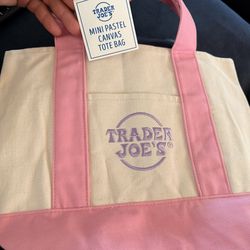 TRADER
JOE'S
MINI PASTEL
CANVAS
TOTE BAG
TRADER
JOE'S®